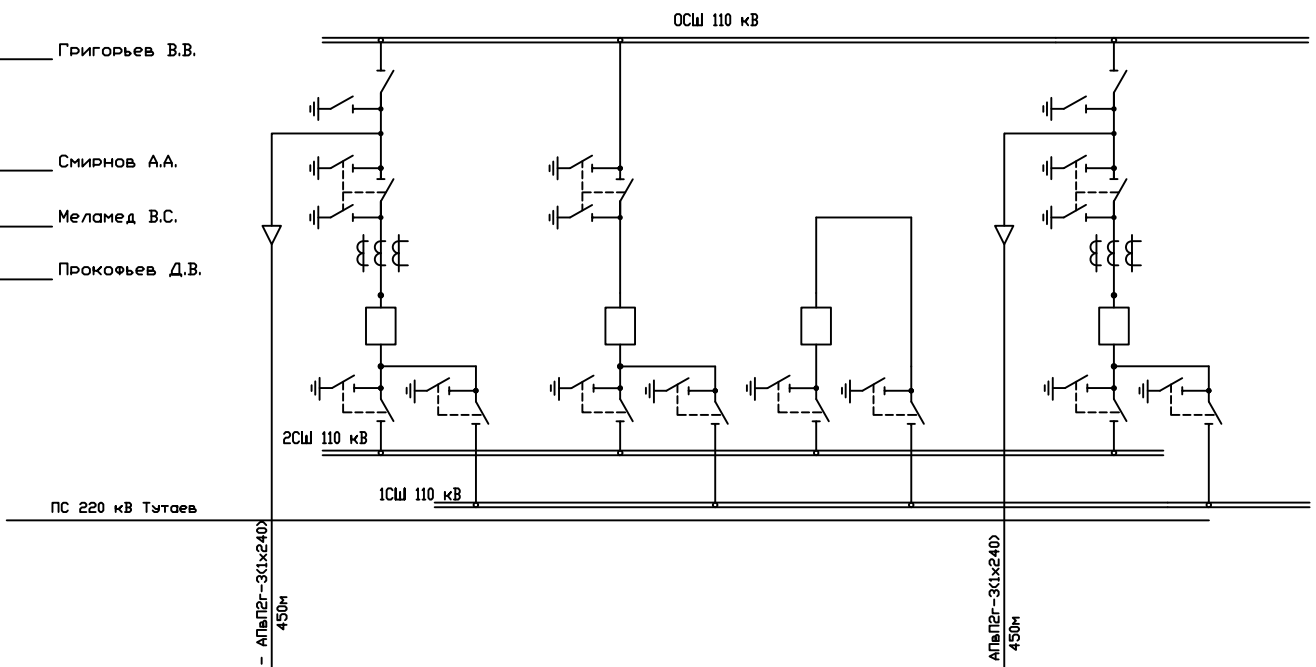 ОСШ 110 кВ
Григорьев В.В.
Смирнов А.А.
Меламед В.С.
Прокофьев Д.В.
2СШ 110 кВ
1СШ 110 кВ
ПС 220 кВ Тутаев
- АПвП2г-3(1х240)
450м
АПвП2г-3(1х240)
450м